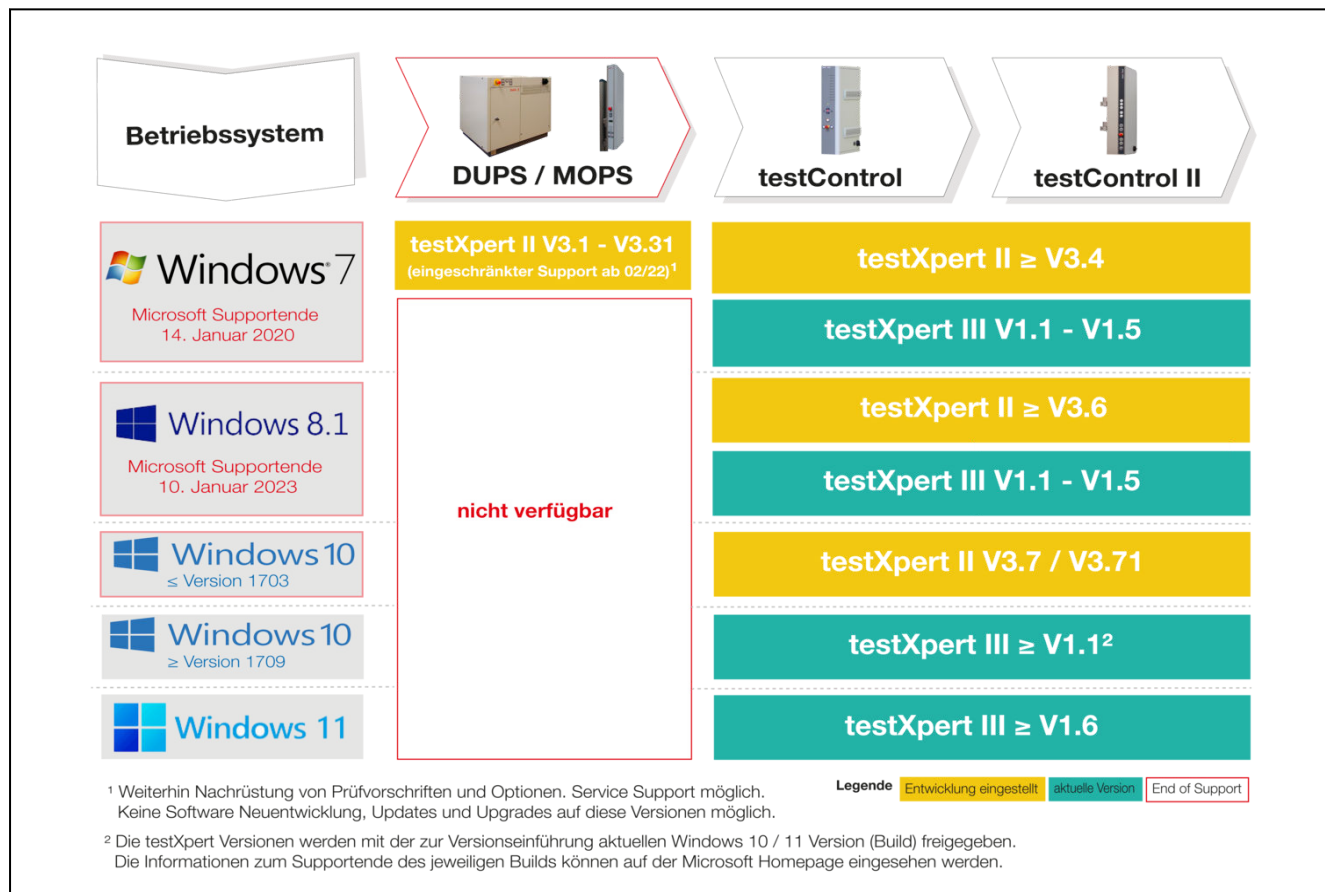 Betriebssystem
DUPS / MOPS
testControl
testControl II
Windows® 7
Microsoft Supportende
14. Januar 2020
testXpert II V3.1 - V3.31
(eingeschränkter Support ab 02/22)¹
testXpert II ≥ V3.4
testXpert III V1.1 - V1.5
Windows 8.1
Microsoft Supportende
10. Januar 2023
nicht verfügbar
testXpert II ≥ V3.6
testXpert III V1.1 - V1.5
Windows 10
≤ Version 1703
testXpert II V3.7 / V3.71
Windows 10
≥ Version 1709
testXpert III ≥ V1.1²
Windows 11
testXpert III ≥ V1.6
¹ Weiterhin Nachrüstung von Prüfvorschriften und Optionen. Service Support möglich.
Keine Software Neuentwicklung, Updates und Upgrades auf diese Versionen möglich.
Legende
Entwicklung eingestellt
aktuelle Version
End of Support
² Die testXpert Versionen werden mit der zur Versionseinführung aktuellen Windows 10 / 11 Version (Build) freigegeben.
Die Informationen zum Supportende des jeweiligen Builds können auf der Microsoft Homepage eingesehen werden.